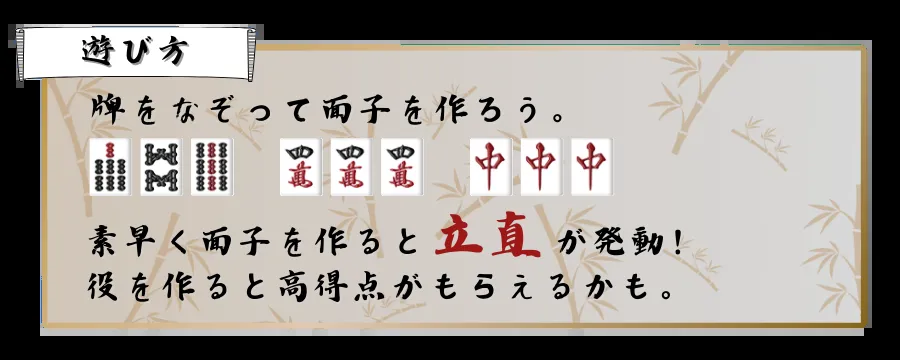 遊び方
牌をなぞって面子を作ろう。
四萬 四萬 四萬 中 中 中
素早く面子を作ると立直が発動!
役を作ると高得点がもらえるかも。